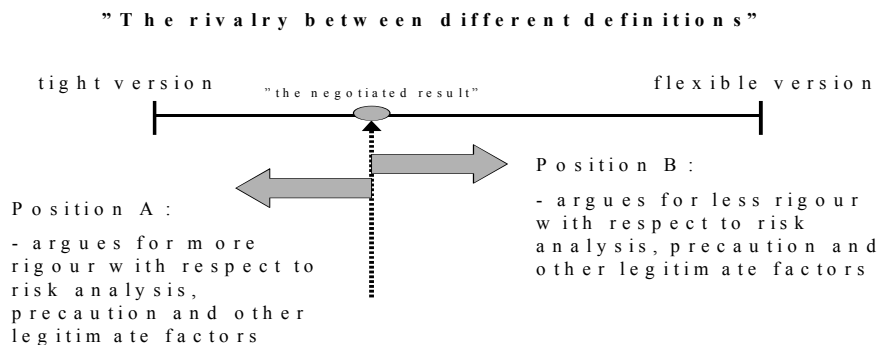 "The rivalry between different definitions"
tight version
"the negotiated result"
flexible version
Position A:
- argues for more
rigour with respect to
risk analysis,
precaution and other
legitimate factors
Position B:
- argues for less rigour
with respect to risk
analysis, precaution and
other legitimate factors